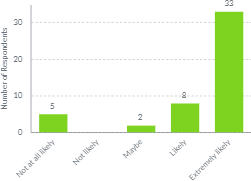 Number of Respondents
30
20
10
0
5
2
8
33
Not at all likely
Not likely
Maybe
Likely
Extremely likely